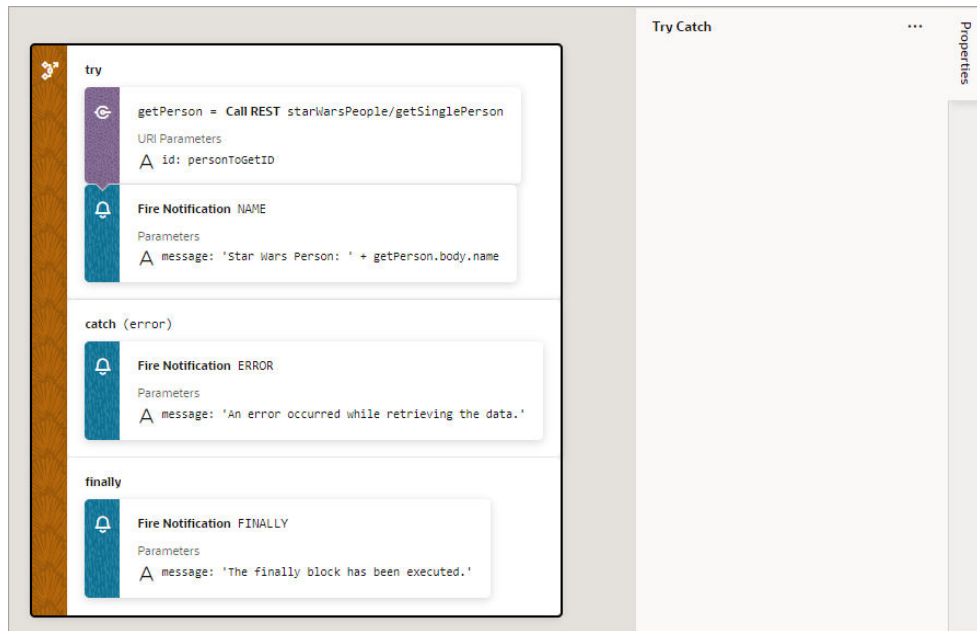 Try Catch
...
Properties
try
getPerson = Call REST starWarsPeople/getSinglePerson
URI Parameters
A id: personToGetID
Fire Notification NAME
Parameters
A message: 'Star Wars Person: ' + getPerson.body.name
catch (error)
Fire Notification ERROR
Parameters
A message: 'An error occurred while retrieving the data.'
finally
Fire Notification FINALLY
Parameters
A message: 'The finally block has been executed.'